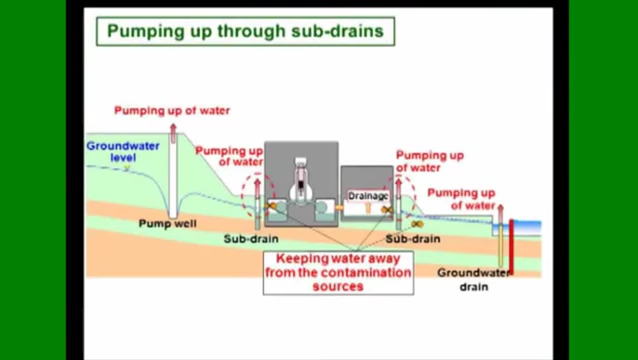 Pumping up through sub-drains
Pumping up of water
Groundwater
level
Pumping up
of water
Pumping up
of water
Drainage
Pumping up
of water
Pump well
Sub-drain
Sub-drain
Keeping water away
from the contamination
sources
Groundwater
drain